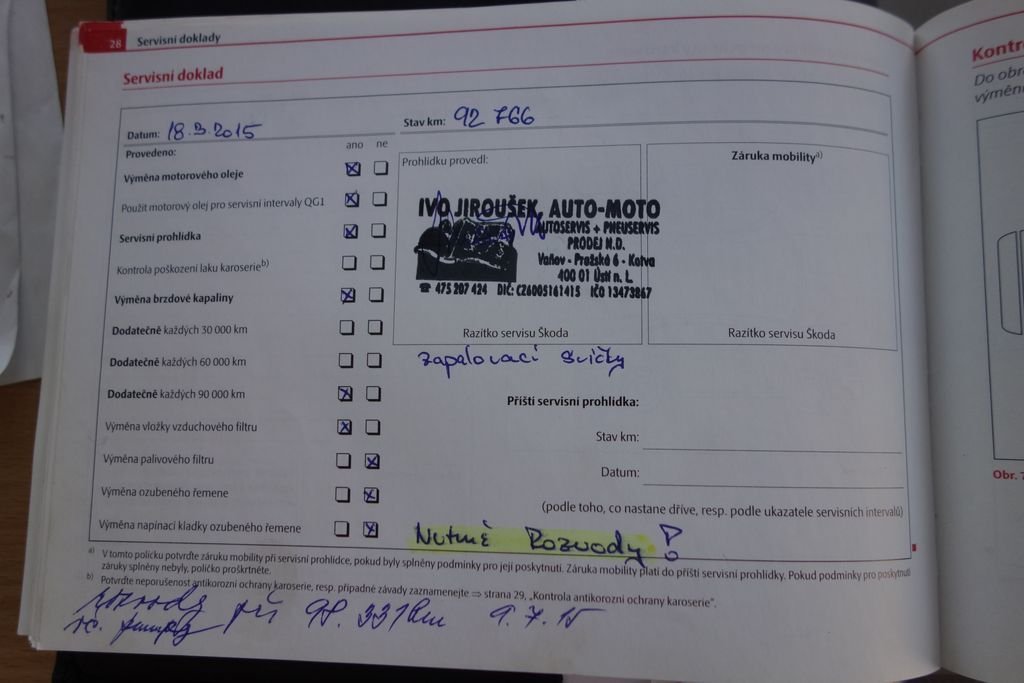 28 Servisní doklady
Servisní doklad
Datum: 18.3.2015 Stav km: 92 766
Provedeno: ano ne
Výměna motorového oleje
Použit motorový olej pro servisní intervaly QG1
Servisní prohlídka
Kontrola poškození laku karoserie b)
Výměna brzdové kapaliny
Dodatečně každých 30 000 km
Dodatečně každých 60 000 km
Dodatečně každých 90 000 km
Výměna vložky vzduchového filtru
Výměna palivového filtru
Výměna ozubeného řemene
Výměna napínací kladky ozubeného řemene
Prohlídku provedl:
IVO JIROUŠEK, AUTO-MOTO
AUTOSERVIS + PNEUSERVIS
PRODEJ N.D.
Vaňov - Pražská 6 - Kotva
400 01 Ústí n. L.
☎ 475 207 424 DIČ: CZ6005161415 IČO 13473867
Razítko servisu Škoda
Záruka mobility a)
Razítko servisu Škoda
zapalovací svíčky
Příští servisní prohlídka:
Stav km:
Datum:
(podle toho, co nastane dříve, resp. podle ukazatele servisních intervalů)
Nutné Rozvody !
a) V tomto políčku potvrďte záruku mobility při servisní prohlídce, pokud byly splněny podmínky pro její poskytnutí. Záruka mobility platí do příští servisní prohlídky. Pokud podmínky pro poskytnutí
záruky splněny nebyly, políčko proškrtněte.
b) Potvrďte neporušenost antikorozní ochrany karoserie, resp. případné závady zaznamenejte ⇒ strana 29, „Kontrola antikorozní ochrany karoserie".
rozvody
vč. pumpy při 98.331km 9.7.15
Kontr
Do obr
výměn
Obr.